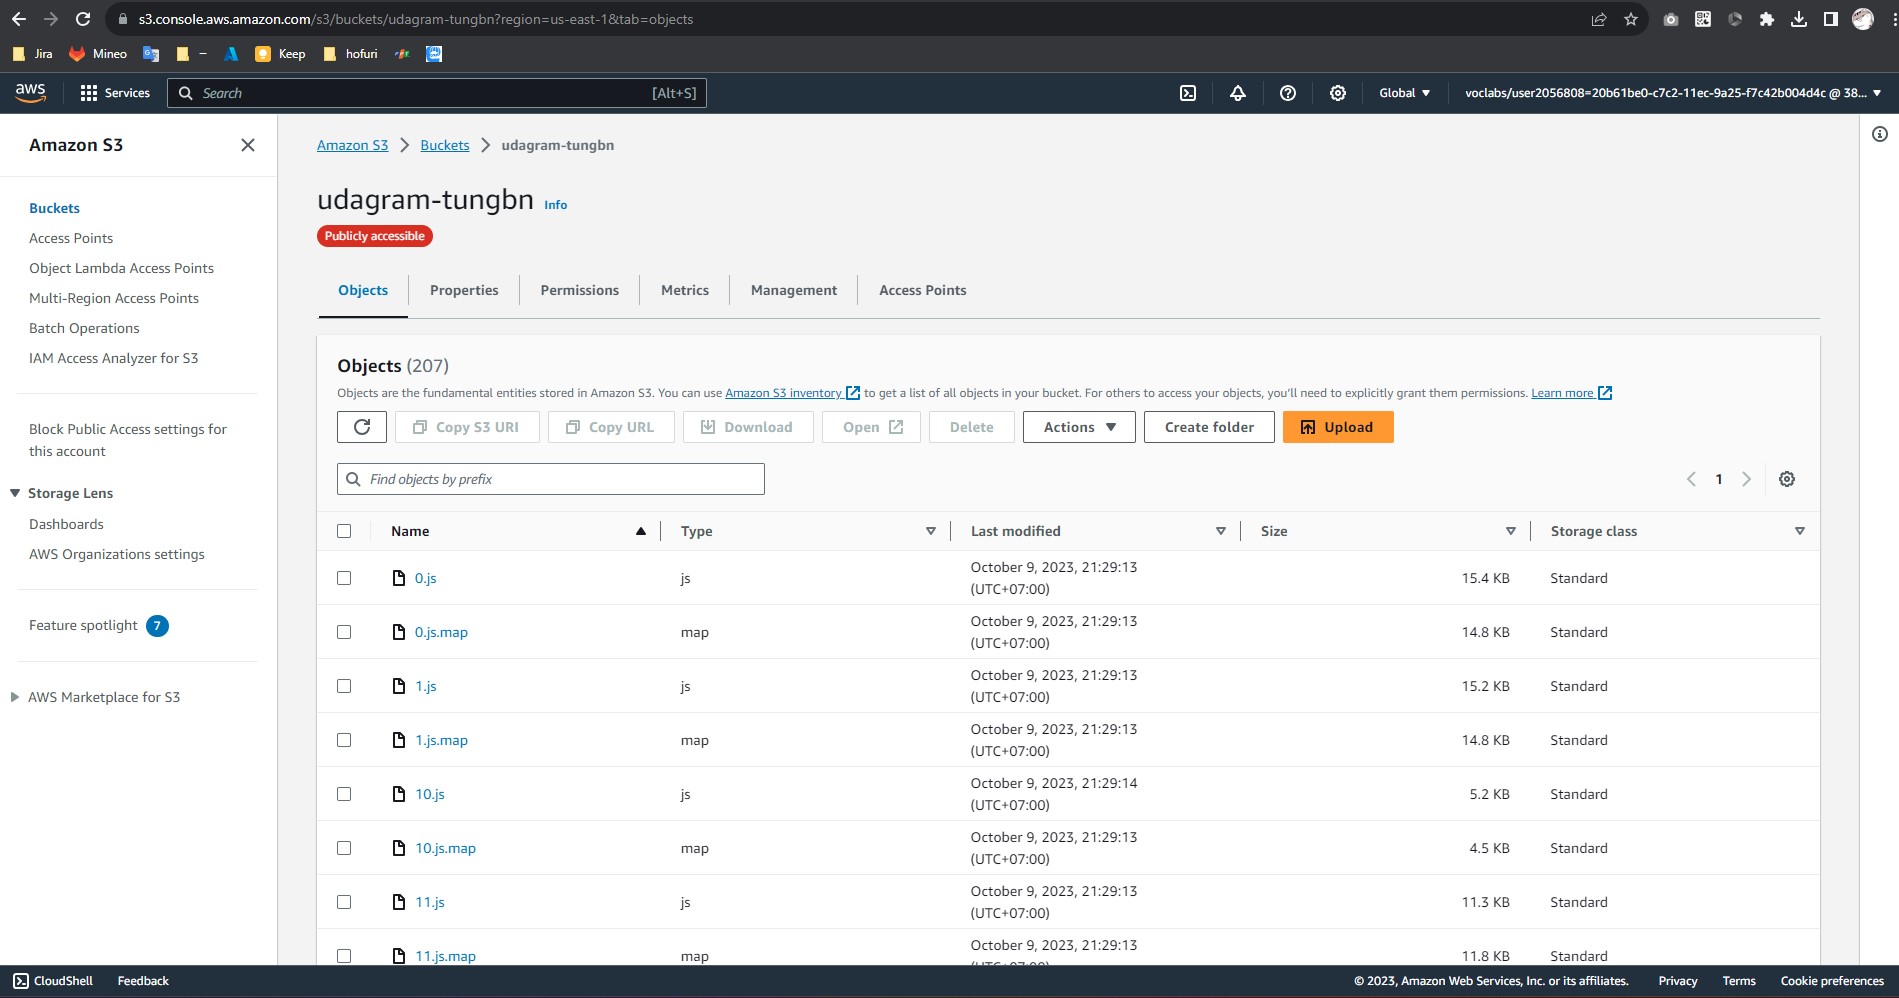 s3.console.aws.amazon.com/s3/buckets/udagram-tungbn?region=us-east-1&tab=objects
Jira Mineo – Keep hofuri
aws Services Search [Alt+S] Global voclabs/user2056808=20b61be0-c7c2-11ec-9a25-f7c42b004d4c @ 38...
Amazon S3
Buckets
Access Points
Object Lambda Access Points
Multi-Region Access Points
Batch Operations
IAM Access Analyzer for S3
Block Public Access settings for
this account
Storage Lens
Dashboards
AWS Organizations settings
Feature spotlight 7
AWS Marketplace for S3
Amazon S3 Buckets udagram-tungbn
udagram-tungbn Info
Publicly accessible
Objects Properties Permissions Metrics Management Access Points
Objects (207)
Objects are the fundamental entities stored in Amazon S3. You can use Amazon S3 inventory to get a list of all objects in your bucket. For others to access your objects, you'll need to explicitly grant them permissions. Learn more
Copy S3 URI Copy URL Download Open Delete Actions Create folder Upload
Find objects by prefix 1
Name Type Last modified Size Storage class
0.js js October 9, 2023, 21:29:13 15.4 KB Standard
(UTC+07:00)
0.js.map map October 9, 2023, 21:29:13 14.8 KB Standard
(UTC+07:00)
1.js js October 9, 2023, 21:29:13 15.2 KB Standard
(UTC+07:00)
1.js.map map October 9, 2023, 21:29:13 14.8 KB Standard
(UTC+07:00)
10.js js October 9, 2023, 21:29:14 5.2 KB Standard
(UTC+07:00)
10.js.map map October 9, 2023, 21:29:13 4.5 KB Standard
(UTC+07:00)
11.js js October 9, 2023, 21:29:13 11.3 KB Standard
(UTC+07:00)
11.js.map map October 9, 2023, 21:29:13 11.8 KB Standard
(UTC+07:00)
CloudShell Feedback © 2023, Amazon Web Services, Inc. or its affiliates. Privacy Terms Cookie preferences